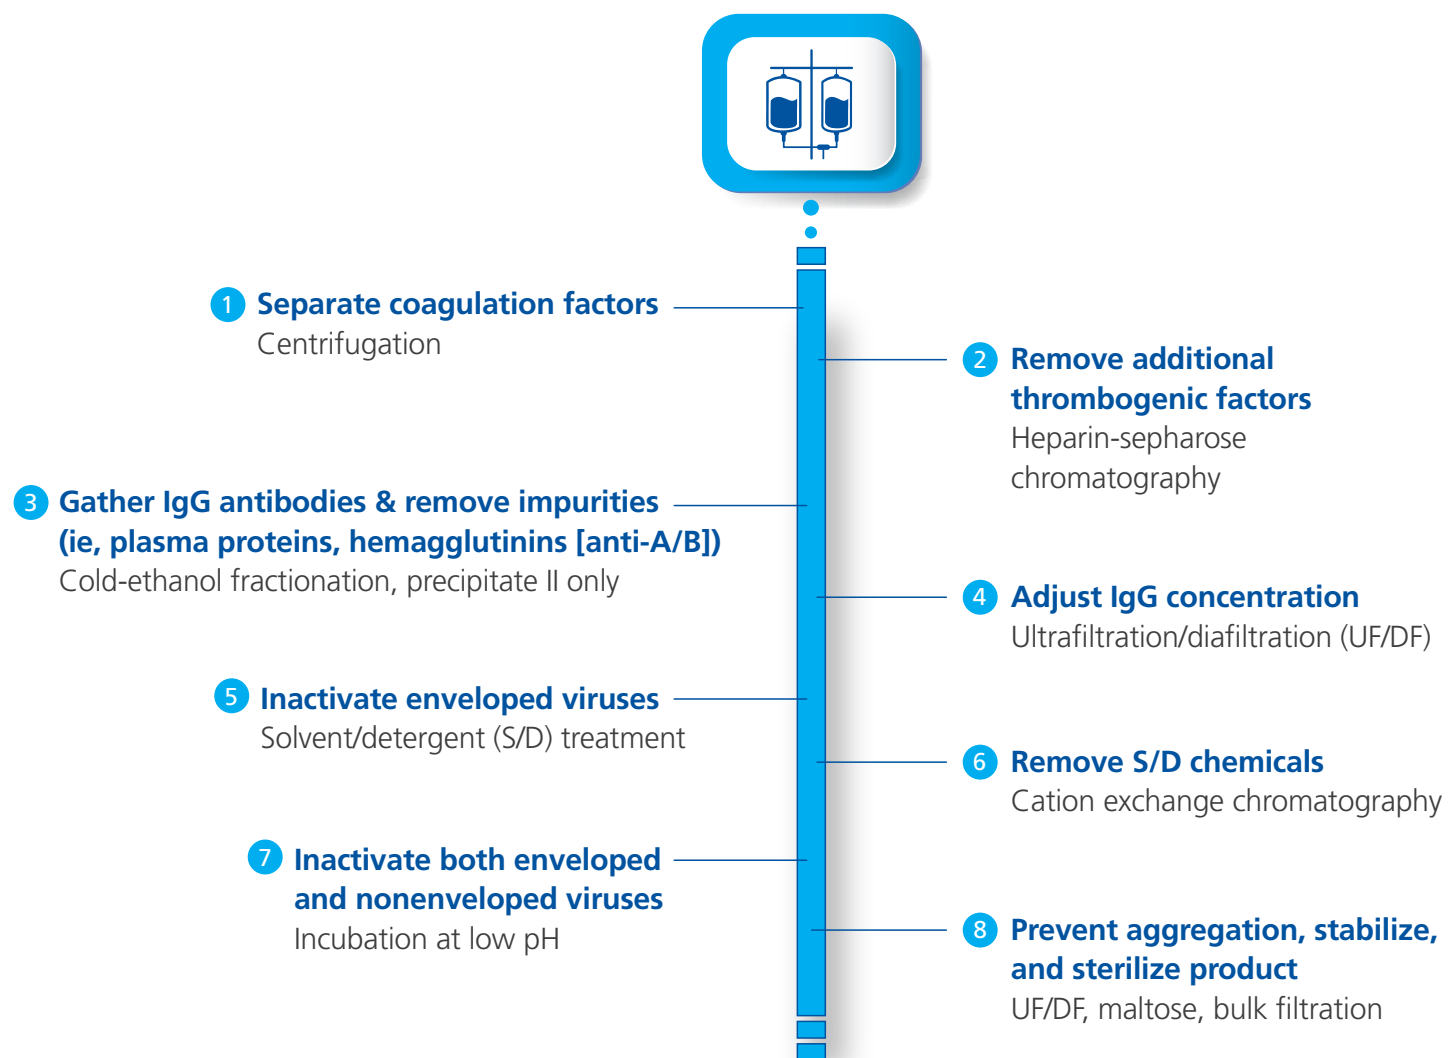 1 Separate coagulation factors
Centrifugation
2 Remove additional
thrombogenic factors
Heparin-sepharose
chromatography
3 Gather IgG antibodies & remove impurities
(ie, plasma proteins, hemagglutinins [anti-A/B])
Cold-ethanol fractionation, precipitate II only
4 Adjust IgG concentration
Ultrafiltration/diafiltration (UF/DF)
5 Inactivate enveloped viruses
Solvent/detergent (S/D) treatment
6 Remove S/D chemicals
Cation exchange chromatography
7 Inactivate both enveloped
and nonenveloped viruses
Incubation at low pH
8 Prevent aggregation, stabilize,
and sterilize product
UF/DF, maltose, bulk filtration